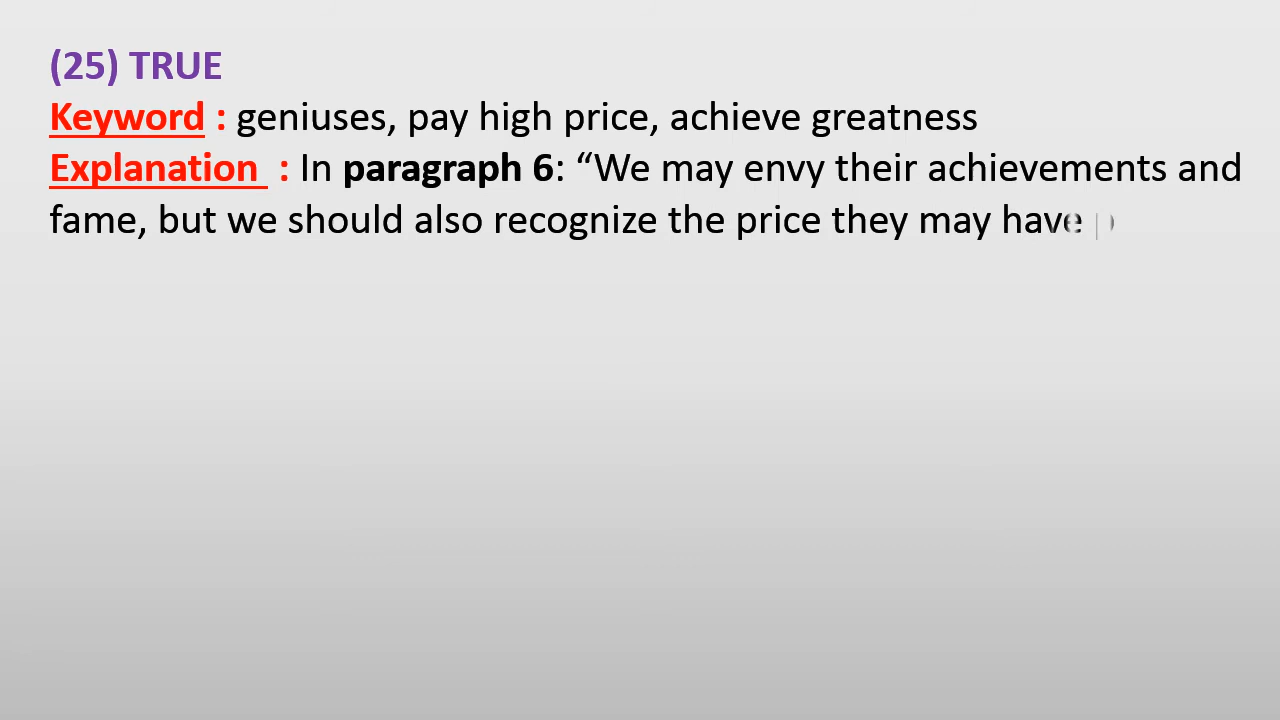 (25) TRUE
Keyword : geniuses, pay high price, achieve greatness
Explanation : In paragraph 6: “We may envy their achievements and
fame, but we should also recognize the price they may have